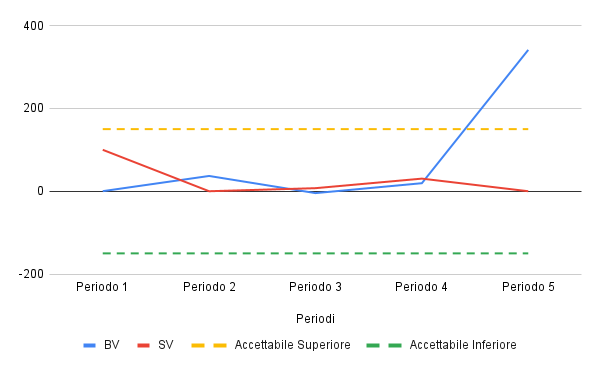 400
200
0
-200
Periodo 1 Periodo 2 Periodo 3 Periodo 4 Periodo 5
Periodi
BV SV Accettabile Superiore Accettabile Inferiore